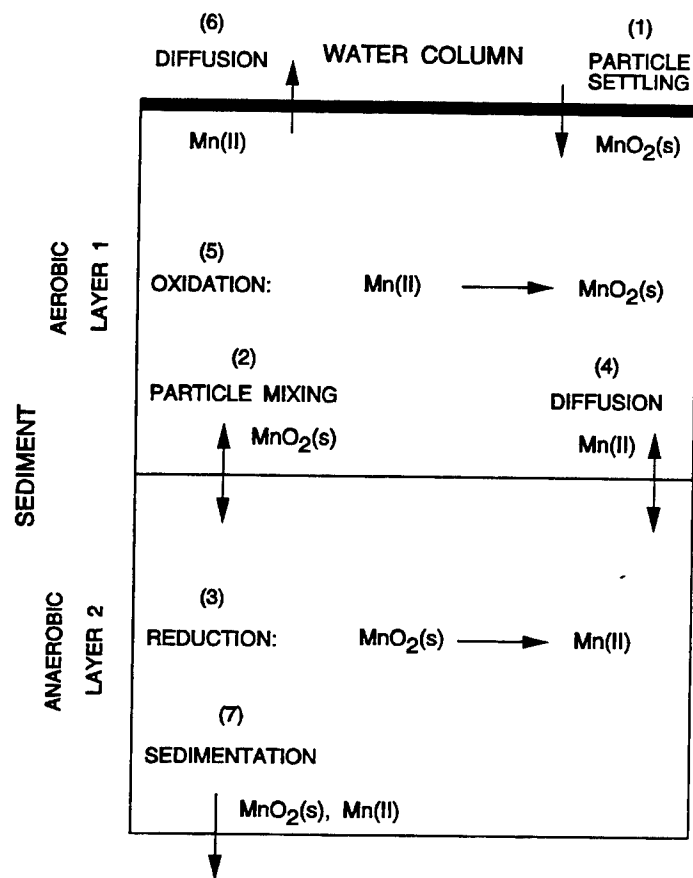 (6)
DIFFUSION
WATER COLUMN
(1)
PARTICLE
SETTLING
Mn(II)
MnO₂(s)
AEROBIC
LAYER 1
(5)
OXIDATION:
Mn(II)
MnO₂(s)
(2)
PARTICLE MIXING
MnO₂(s)
(4)
DIFFUSION
Mn(II)
SEDIMENT
ANAEROBIC
LAYER 2
(3)
REDUCTION:
MnO₂(s)
Mn(II)
(7)
SEDIMENTATION
MnO₂(s), Mn(II)